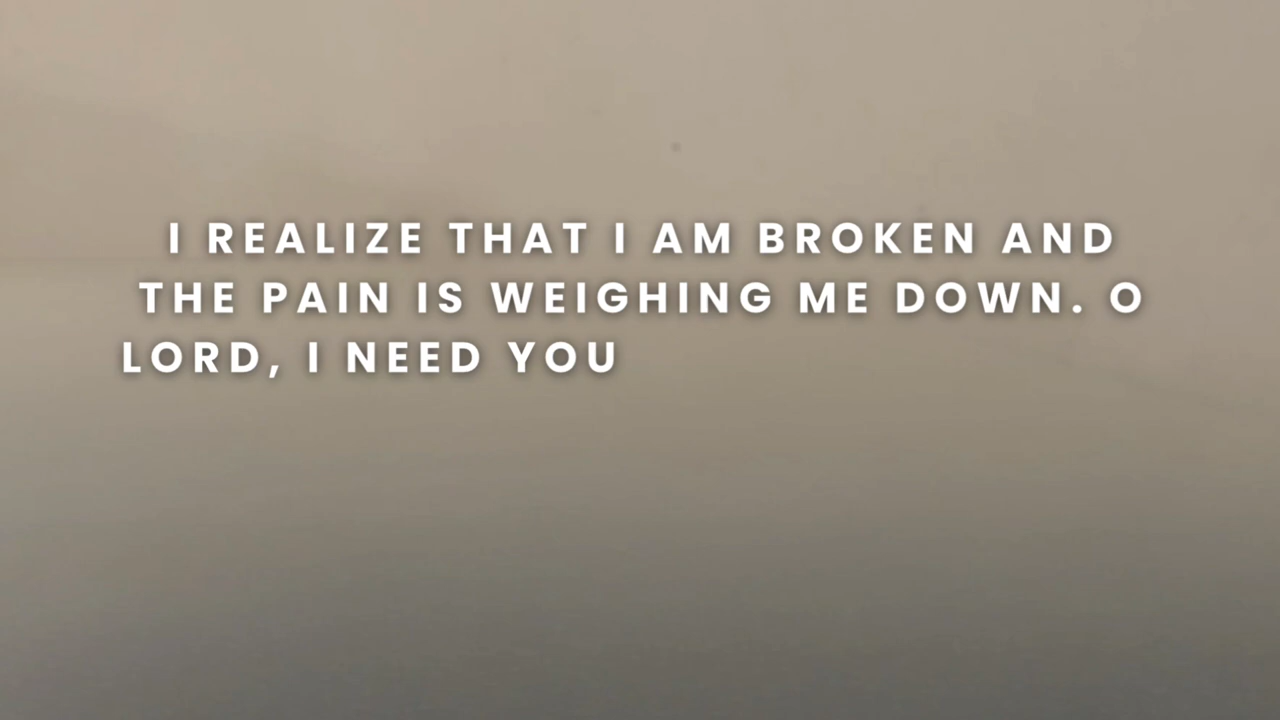 I REALIZE THAT I AM BROKEN AND
THE PAIN IS WEIGHING ME DOWN. O
LORD, I NEED YOU